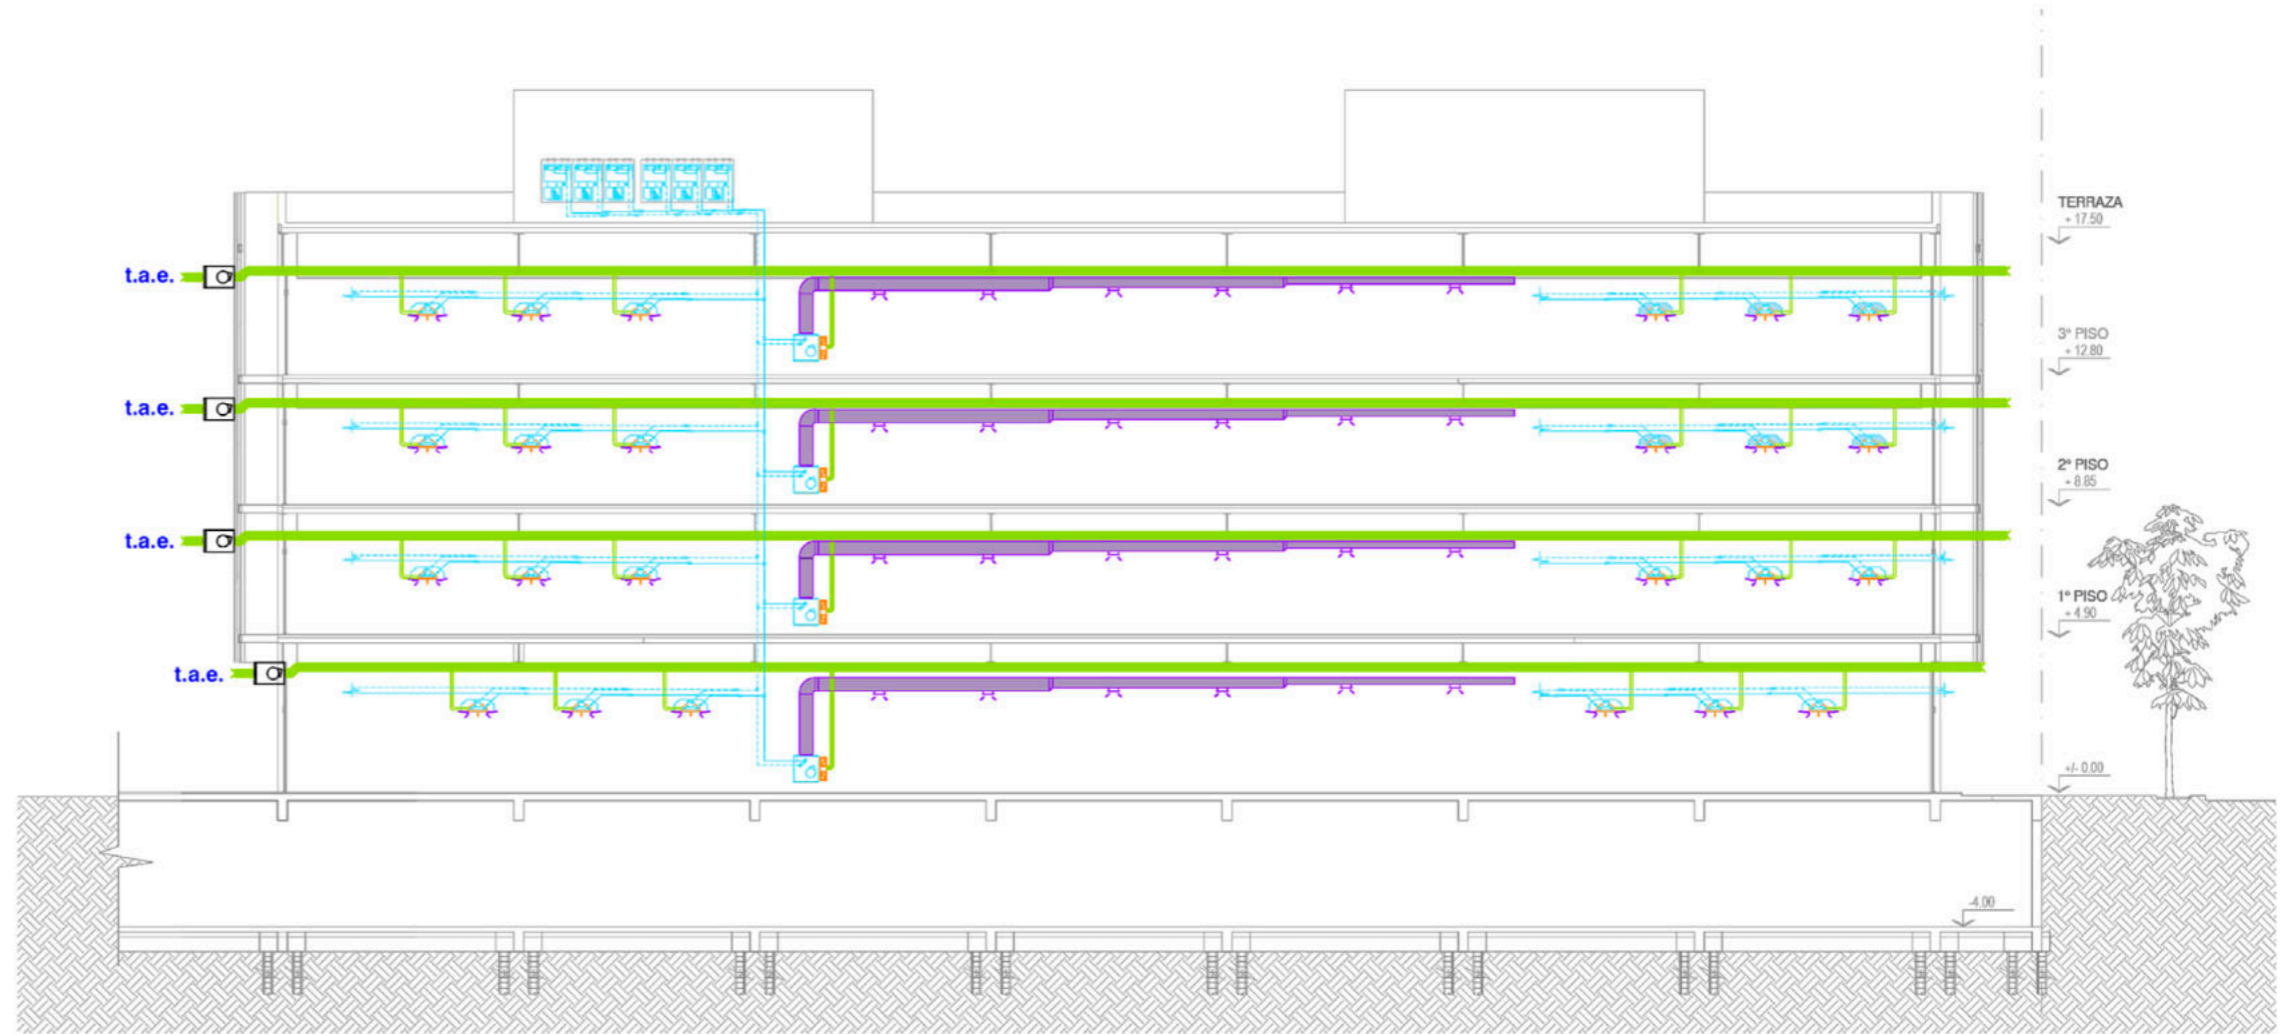 TERRAZA
+ 17.50
t.a.e.
3º PISO
+ 12.80
t.a.e.
2º PISO
+ 8.85
t.a.e.
1º PISO
+ 4.90
t.a.e.
+/- 0.00
-4.00